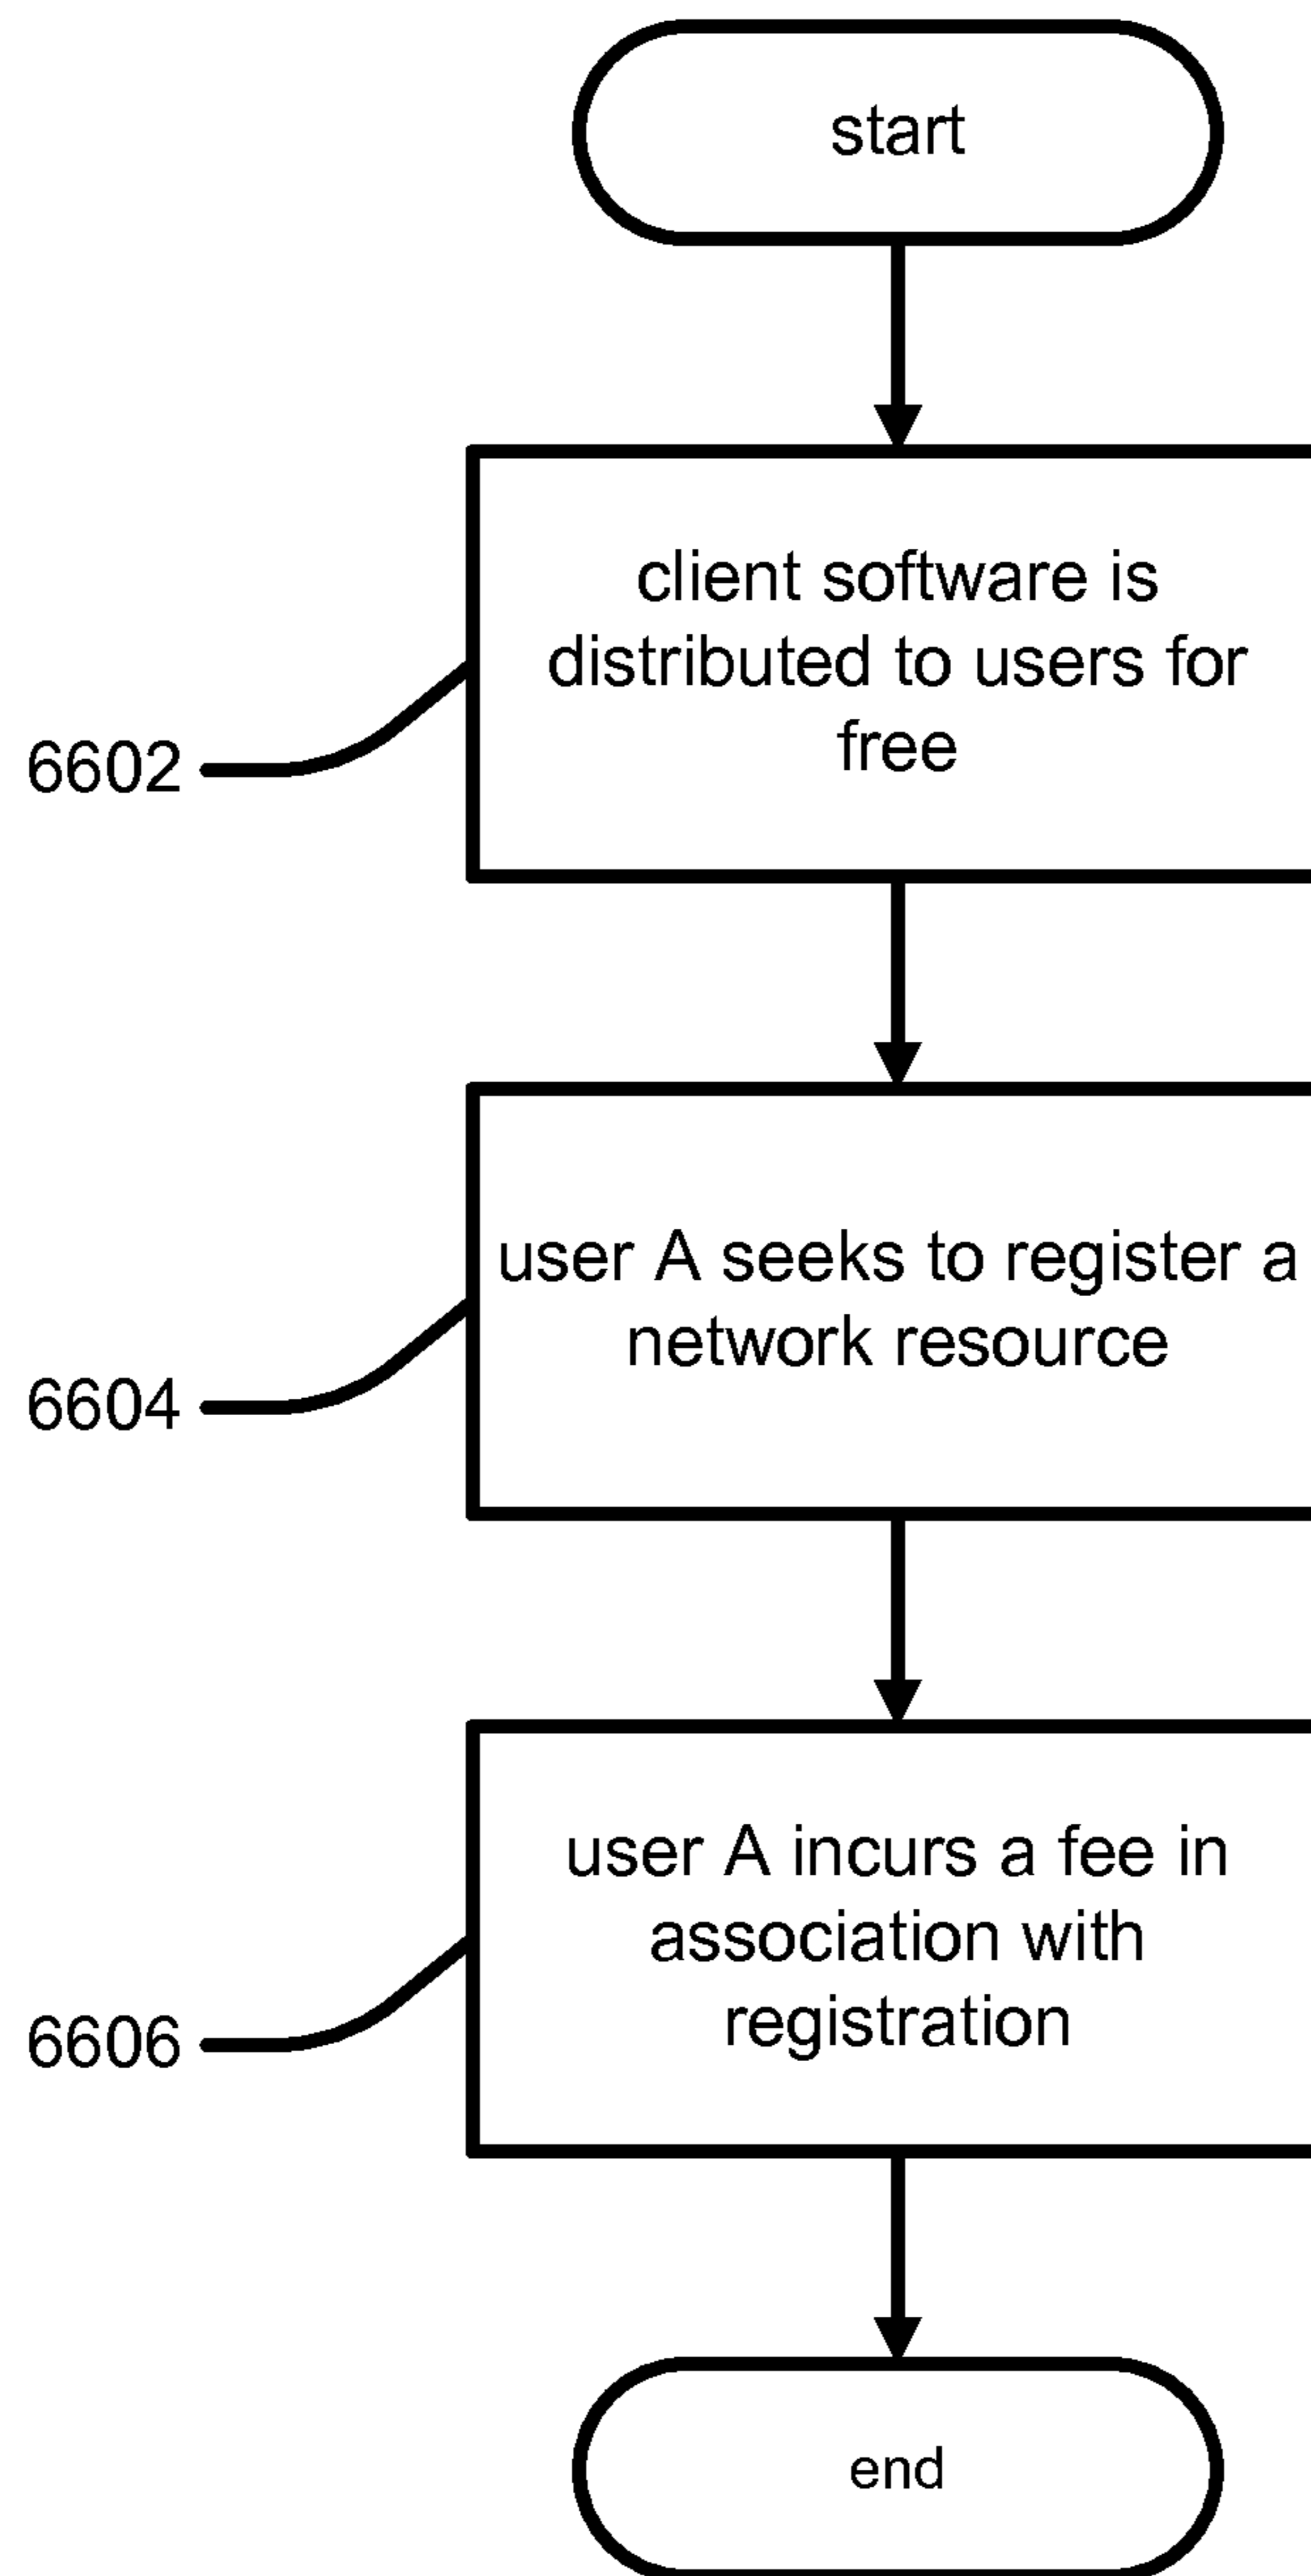 start
client software is
distributed to users for
free
6602
user A seeks to register a
network resource
6604
user A incurs a fee in
association with
registration
6606
end